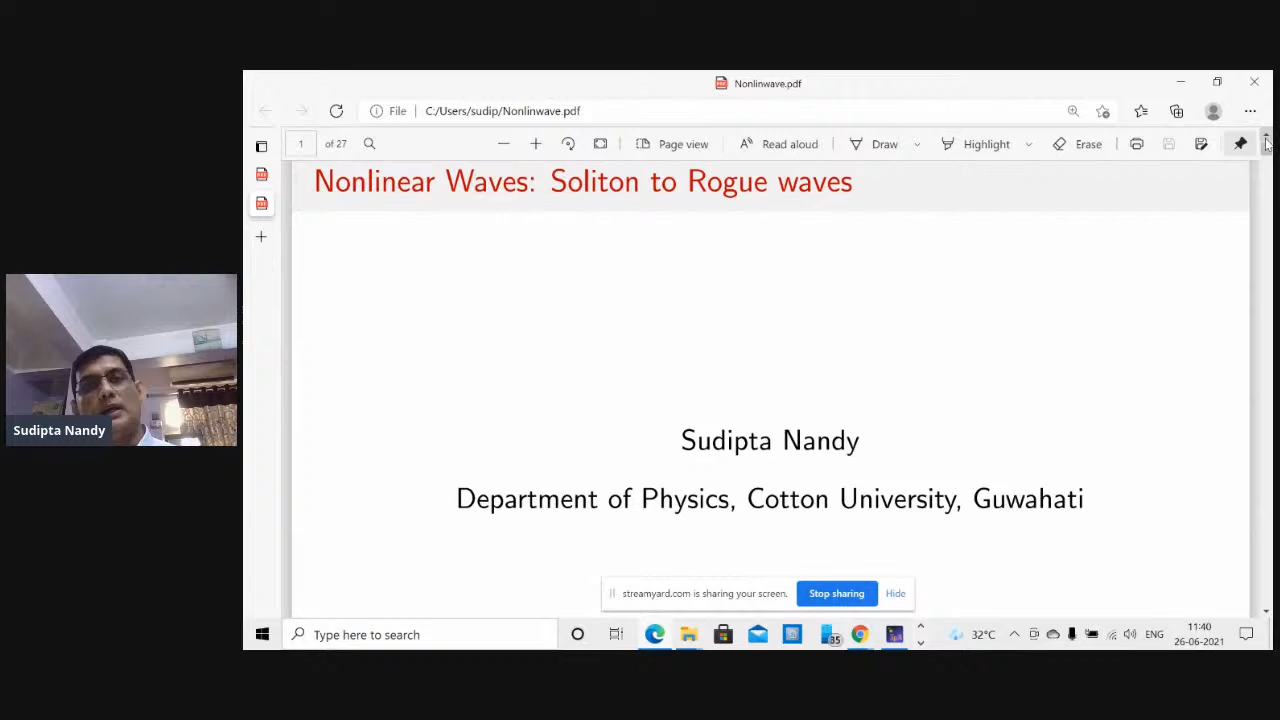 Nonlinwave.pdf
File
C:/Users/sudip/Nonlinwave.pdf
1 of 27
Page view
Read aloud
Draw
Highlight
Erase
Nonlinear Waves: Soliton to Rogue waves
Sudipta Nandy
Sudipta Nandy
Department of Physics, Cotton University, Guwahati
streamyard.com is sharing your screen. Stop sharing Hide
Type here to search
35
32°C
ENG
11:40
26-06-2021